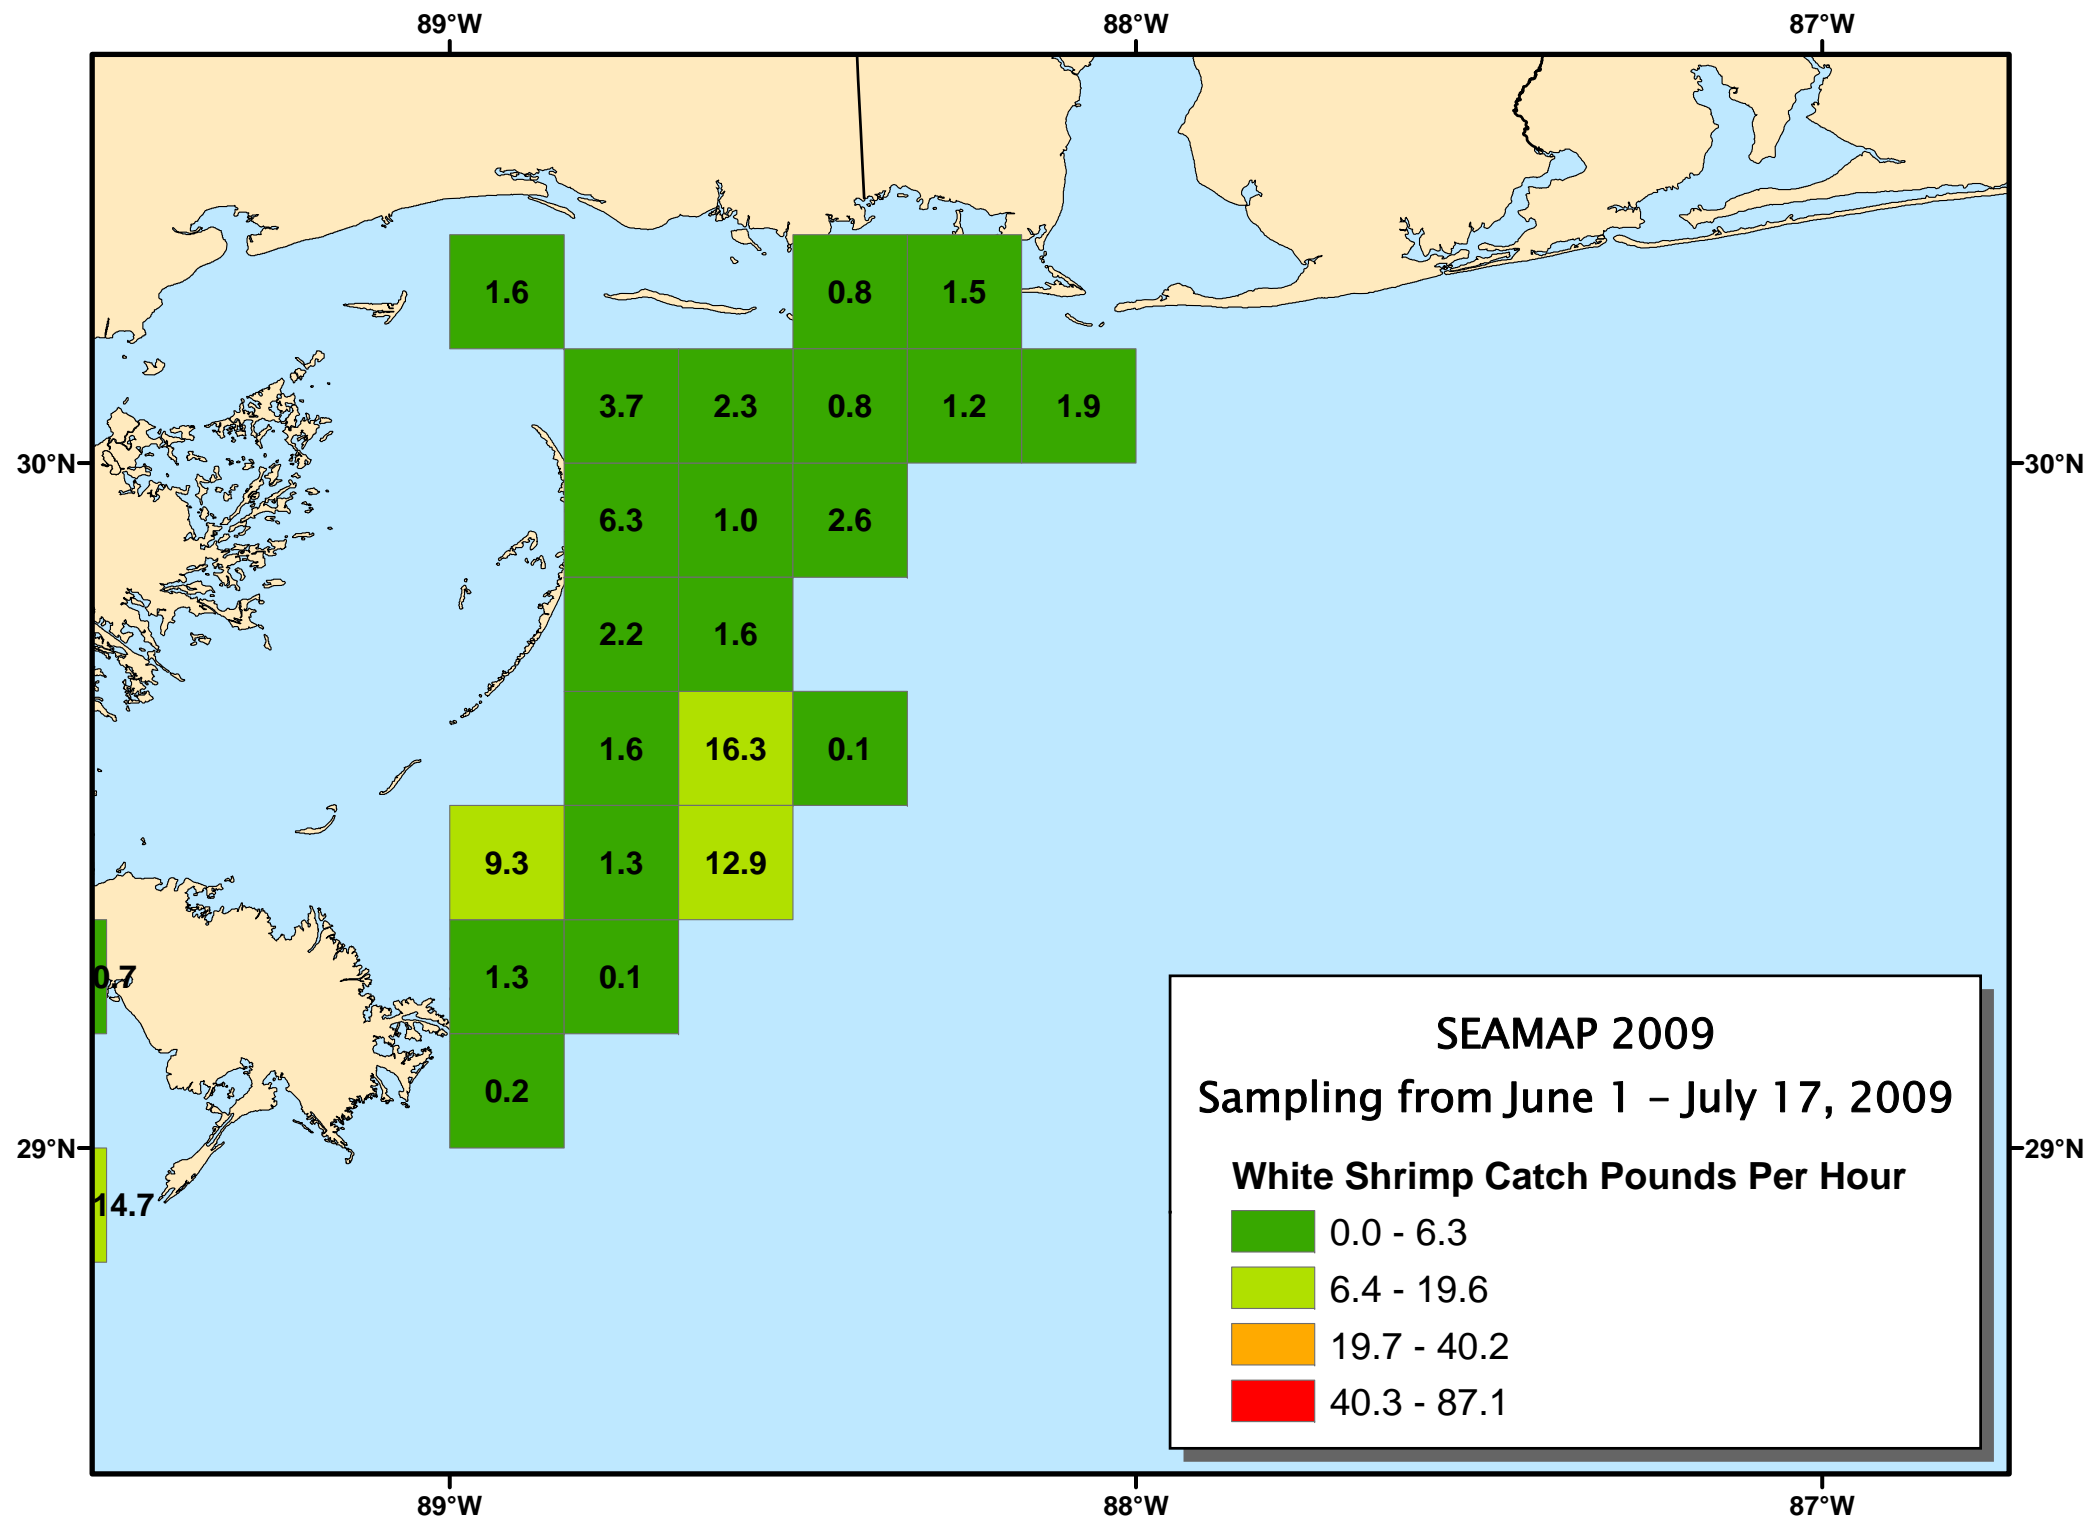 89°W 88°W 87°W
1.6 0.8 1.5
3.7 2.3 0.8 1.2 1.9
30°N 30°N
6.3 1.0 2.6
2.2 1.6
1.6 16.3 0.1
9.3 1.3 12.9
0.7 1.3 0.1
SEAMAP 2009
0.2
Sampling from June 1 – July 17, 2009
29°N 29°N
White Shrimp Catch Pounds Per Hour
14.7
0.0 - 6.3
6.4 - 19.6
19.7 - 40.2
40.3 - 87.1
89°W 88°W 87°W